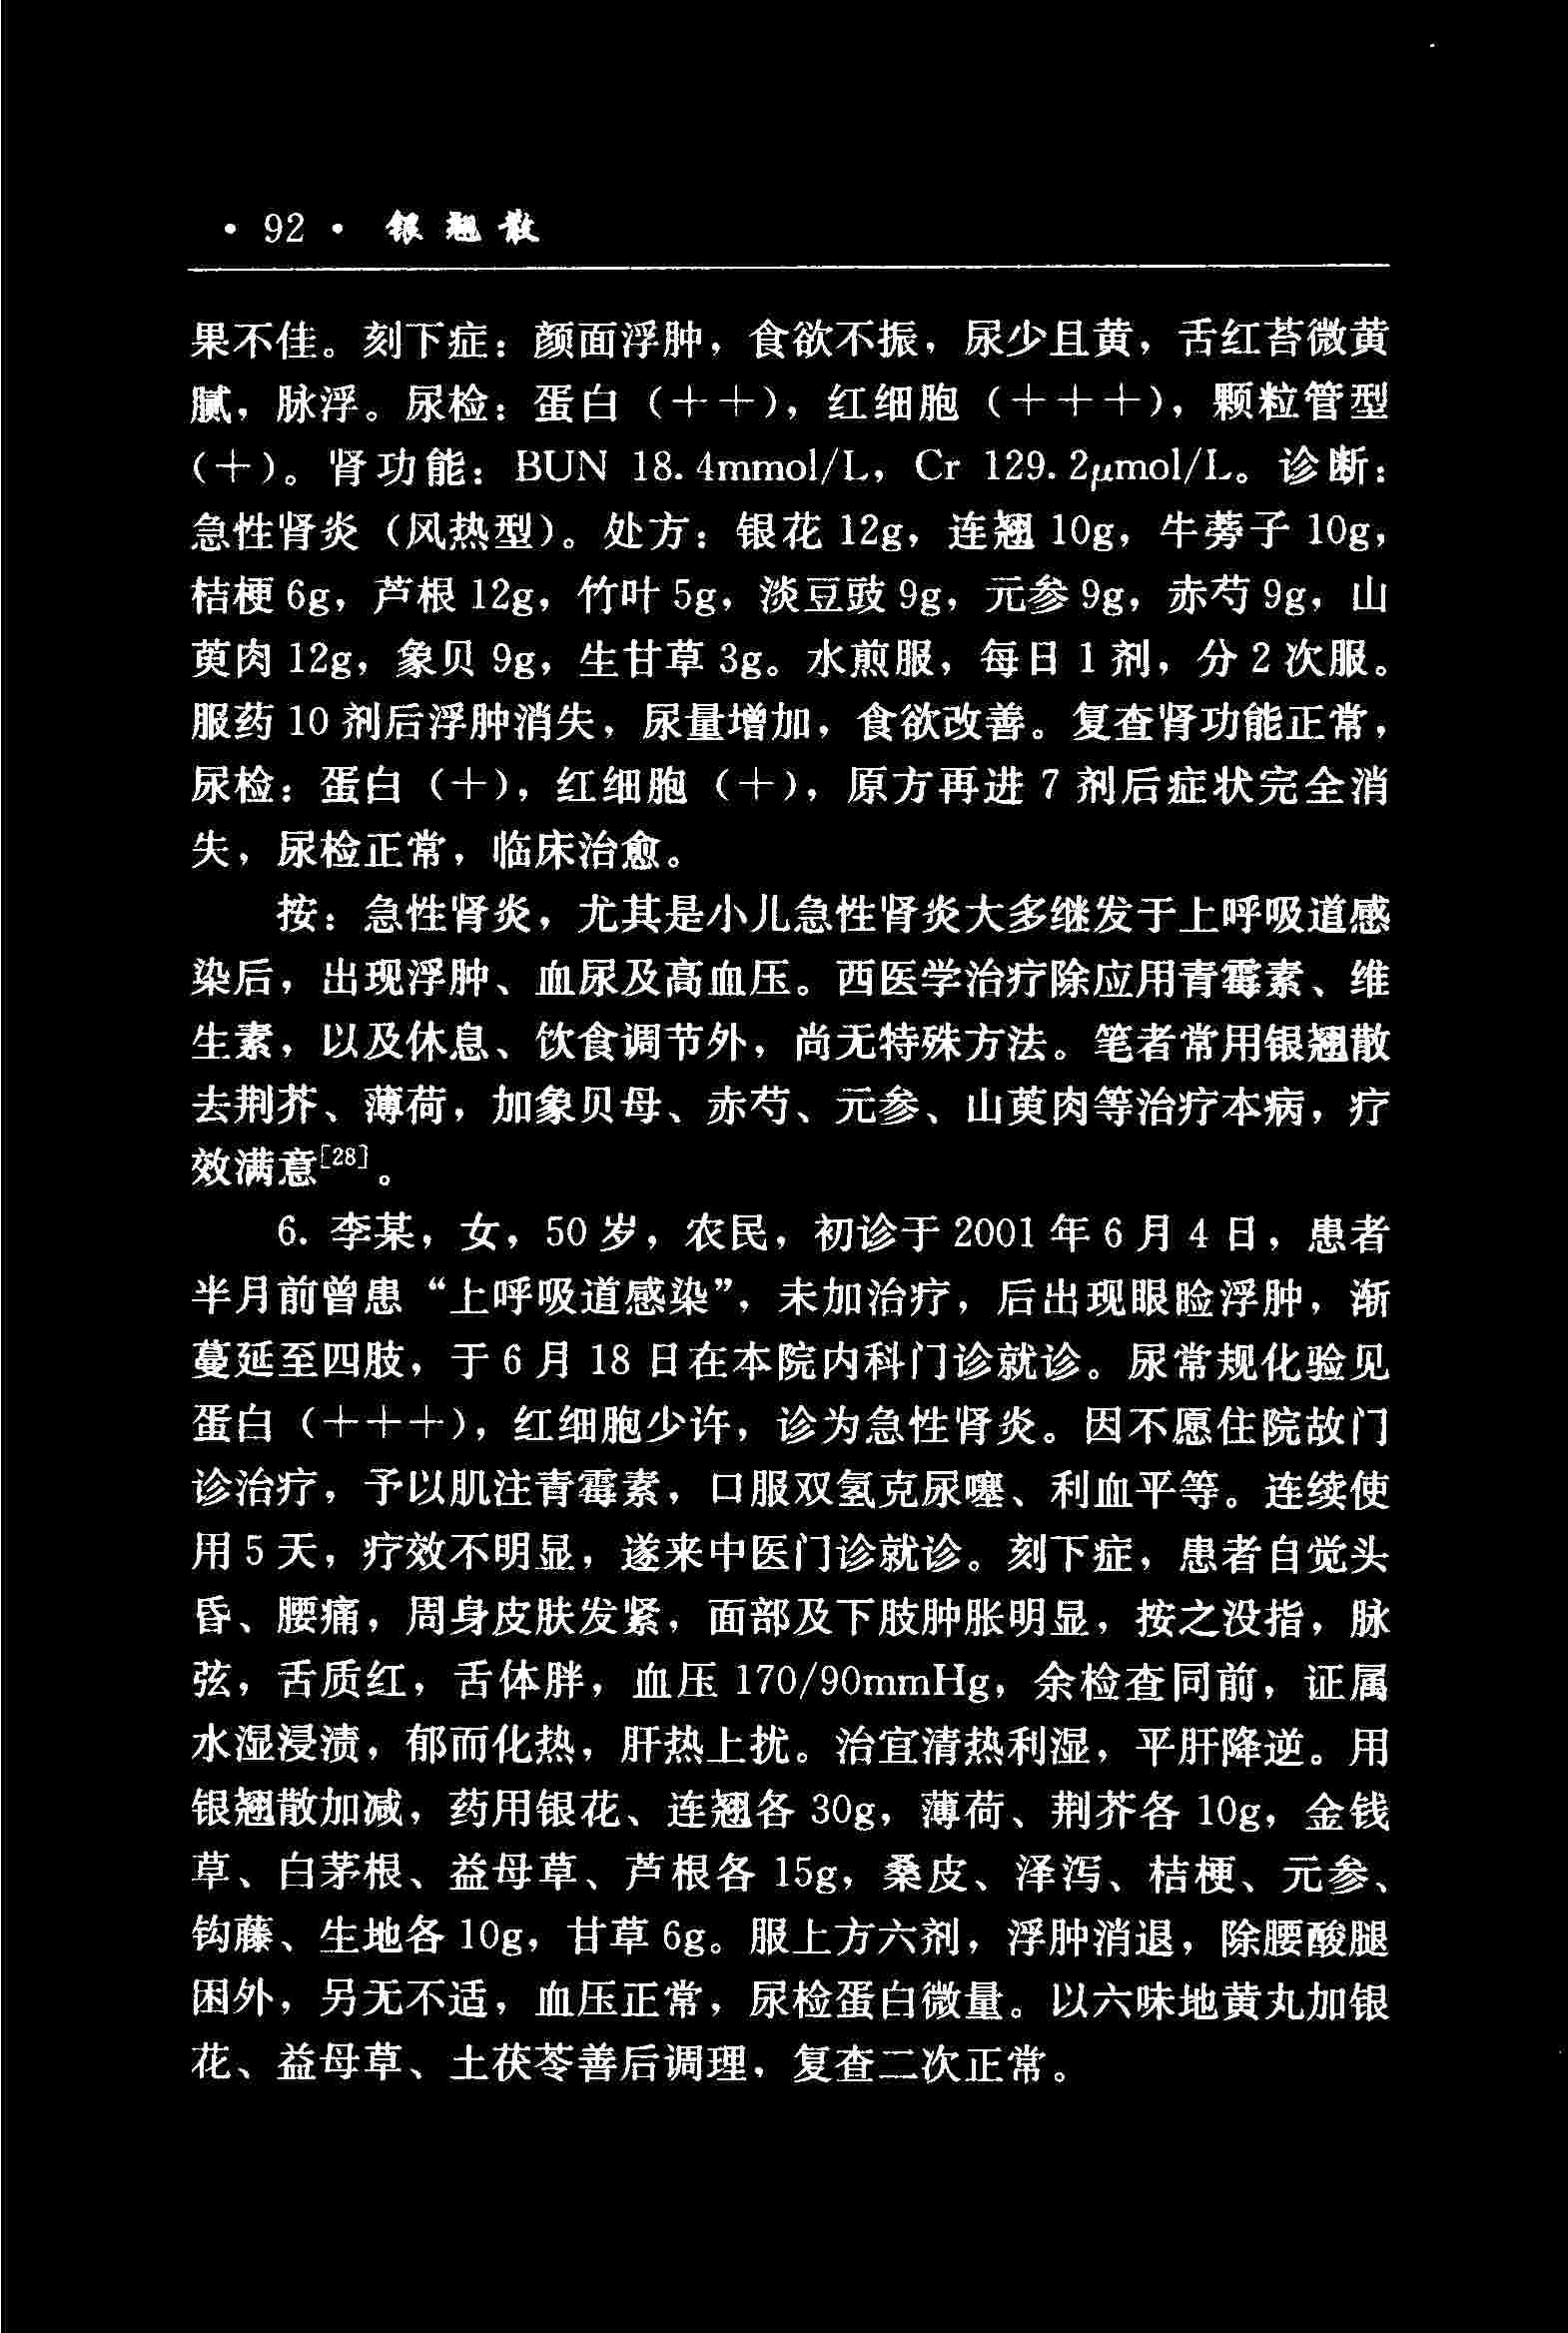 · 92 · 银翘散
果不佳。刻下症：颜面浮肿，食欲不振，尿少且黄，舌红苔微黄
腻，脉浮。尿检：蛋白（＋＋），红细胞（＋＋＋），颗粒管型
（＋）。肾功能：BUN 18.4mmol/L，Cr 129.2μmol/L。诊断：
急性肾炎（风热型）。处方：银花 12g，连翘 10g，牛蒡子 10g，
桔梗 6g，芦根 12g，竹叶 5g，淡豆豉 9g，元参 9g，赤芍 9g，山
萸肉 12g，象贝 9g，生甘草 3g。水煎服，每日 1 剂，分 2 次服。
服药 10 剂后浮肿消失，尿量增加，食欲改善。复查肾功能正常，
尿检：蛋白（＋），红细胞（＋），原方再进 7 剂后症状完全消
失，尿检正常，临床治愈。
按：急性肾炎，尤其是小儿急性肾炎大多继发于上呼吸道感
染后，出现浮肿、血尿及高血压。西医学治疗除应用青霉素、维
生素，以及休息、饮食调节外，尚无特殊方法。笔者常用银翘散
去荆芥、薄荷，加象贝母、赤芍、元参、山萸肉等治疗本病，疗
效满意[28]。
6. 李某，女，50 岁，农民，初诊于 2001 年 6 月 4 日，患者
半月前曾患“上呼吸道感染”，未加治疗，后出现眼睑浮肿，渐
蔓延至四肢，于 6 月 18 日在本院内科门诊就诊。尿常规化验见
蛋白（＋＋＋），红细胞少许，诊为急性肾炎。因不愿住院故门
诊治疗，予以肌注青霉素，口服双氢克尿噻、利血平等。连续使
用 5 天，疗效不明显，遂来中医门诊就诊。刻下症，患者自觉头
昏、腰痛，周身皮肤发紧，面部及下肢肿胀明显，按之没指，脉
弦，舌质红，舌体胖，血压 170/90mmHg，余检查同前，证属
水湿浸渍，郁而化热，肝热上扰。治宜清热利湿，平肝降逆。用
银翘散加减，药用银花、连翘各 30g，薄荷、荆芥各 10g，金钱
草、白茅根、益母草、芦根各 15g，桑皮、泽泻、桔梗、元参、
钩藤、生地各 10g，甘草 6g。服上方六剂，浮肿消退，除腰酸腿
困外，另无不适，血压正常，尿检蛋白微量。以六味地黄丸加银
花、益母草、土茯苓善后调理，复查二次正常。